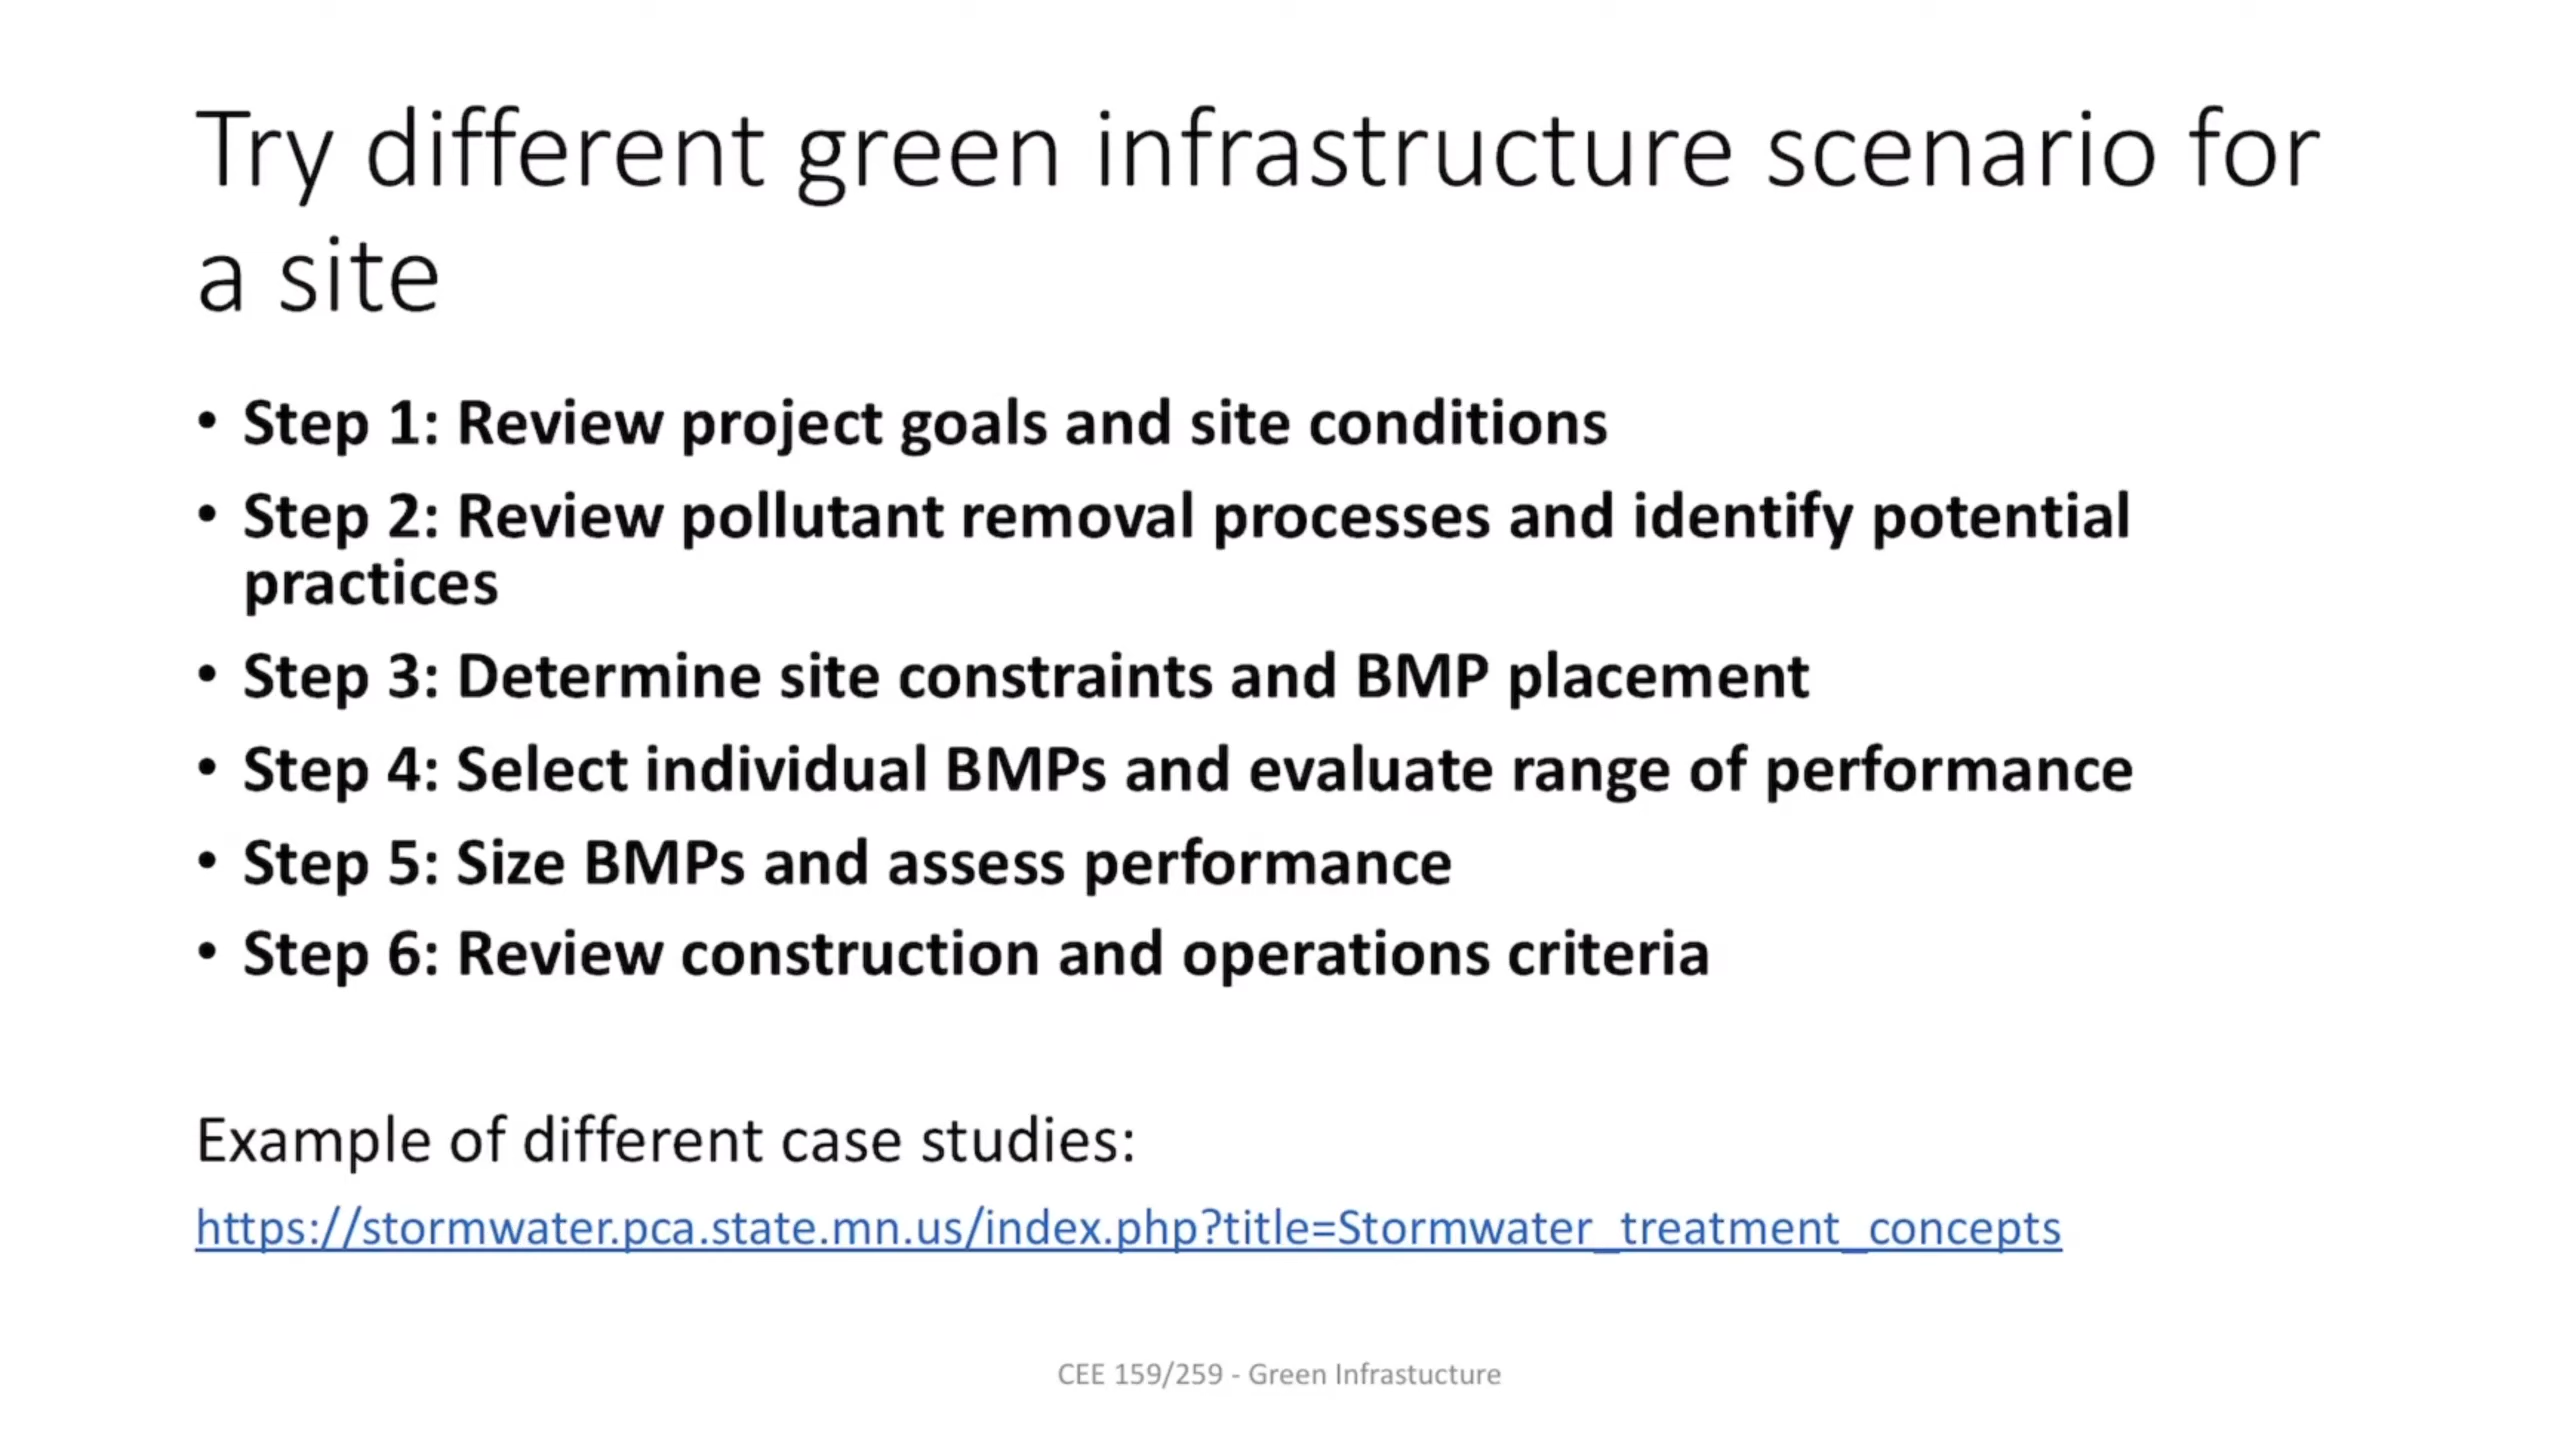 Try different green infrastructure scenario for
a site
• Step 1: Review project goals and site conditions
• Step 2: Review pollutant removal processes and identify potential
practices
• Step 3: Determine site constraints and BMP placement
• Step 4: Select individual BMPs and evaluate range of performance
• Step 5: Size BMPs and assess performance
• Step 6: Review construction and operations criteria
Example of different case studies:
https://stormwater.pca.state.mn.us/index.php?title=Stormwater_treatment_concepts
CEE 159/259 - Green Infrastucture